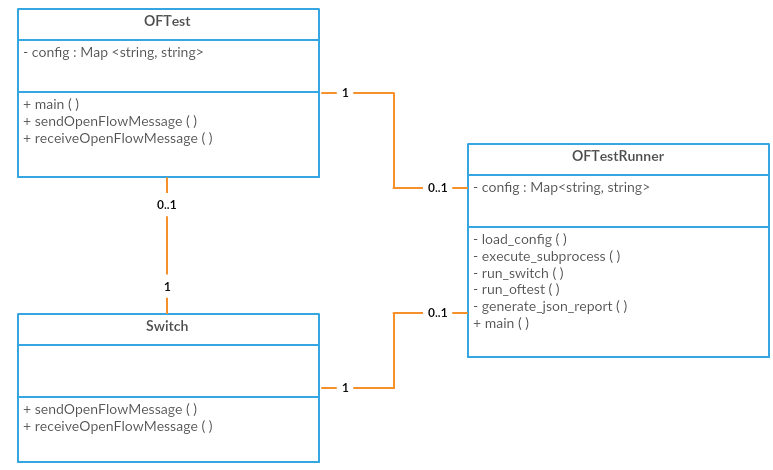 OFTest
- config : Map <string, string>
+ main ( )
+ sendOpenFlowMessage ( )
+ receiveOpenFlowMessage ( )
1
0..1
OFTestRunner
- config : Map<string, string>
- load_config ( )
- execute_subprocess ( )
- run_switch ( )
- run_oftest ( )
- generate_json_report ( )
+ main ( )
0..1
1
0..1
1
Switch
+ sendOpenFlowMessage ( )
+ receiveOpenFlowMessage ( )